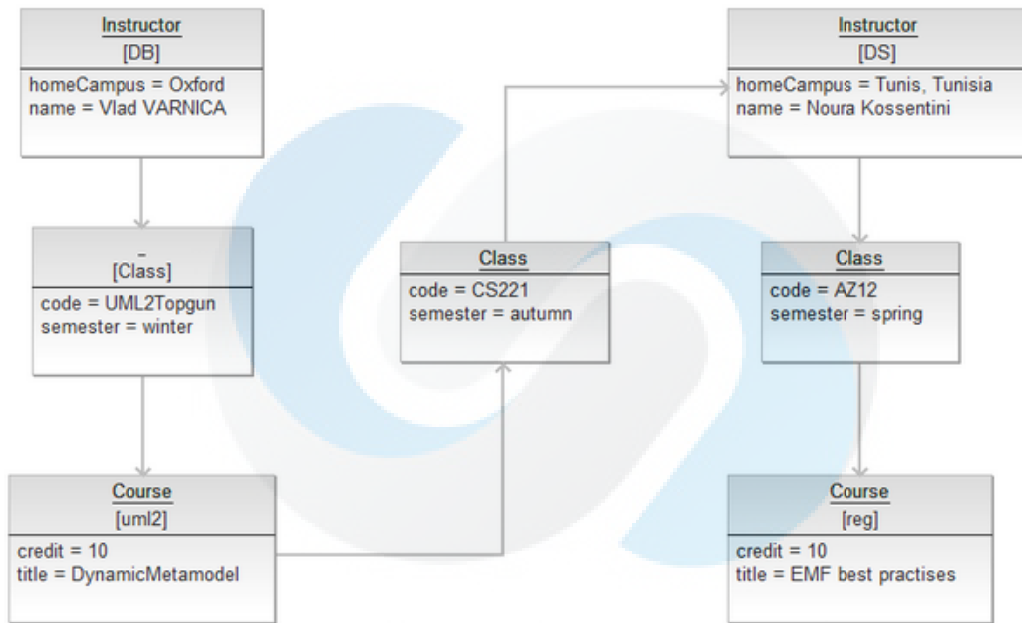 Instructor
[DB]
homeCampus = Oxford
name = Vlad VARNICA
Instructor
[DS]
homeCampus = Tunis, Tunisia
name = Noura Kossentini
-
[Class]
code = UML2Topgun
semester = winter
Class
code = CS221
semester = autumn
Class
code = AZ12
semester = spring
Course
[uml2]
credit = 10
title = DynamicMetamodel
Course
[reg]
credit = 10
title = EMF best practises